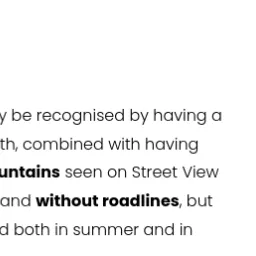 y be recognised by having a
th, combined with having
untains seen on Street View
and without roadlines, but
d both in summer and in